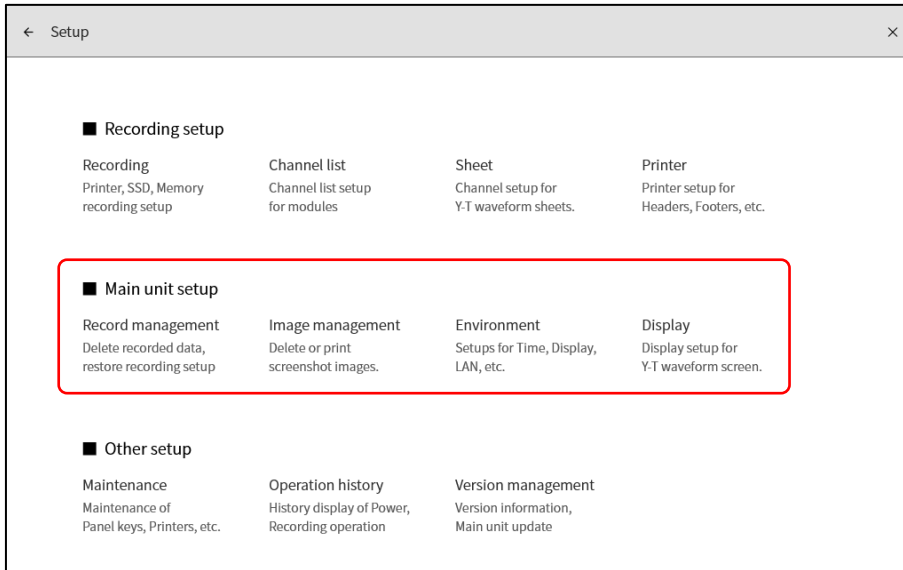 ← Setup ×
■ Recording setup
Recording Channel list Sheet Printer
Printer, SSD, Memory Channel list setup Channel setup for Printer setup for
recording setup for modules Y-T waveform sheets. Headers, Footers, etc.
■ Main unit setup
Record management Image management Environment Display
Delete recorded data, Delete or print Setups for Time, Display, Display setup for
restore recording setup screenshot images. LAN, etc. Y-T waveform screen.
■ Other setup
Maintenance Operation history Version management
Maintenance of History display of Power, Version information,
Panel keys, Printers, etc. Recording operation Main unit update